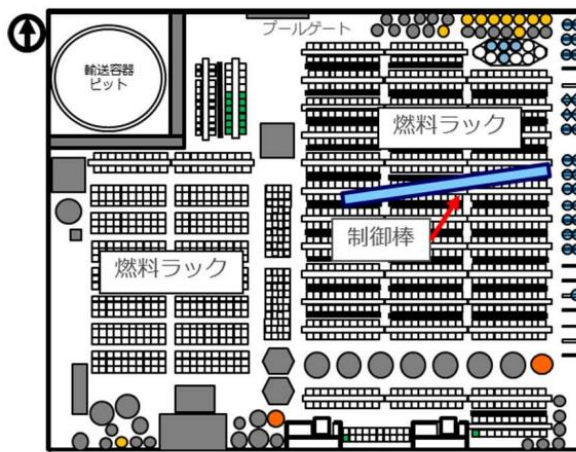 プールゲート
輸送容器
ピット
燃料ラック
制御棒
燃料ラック